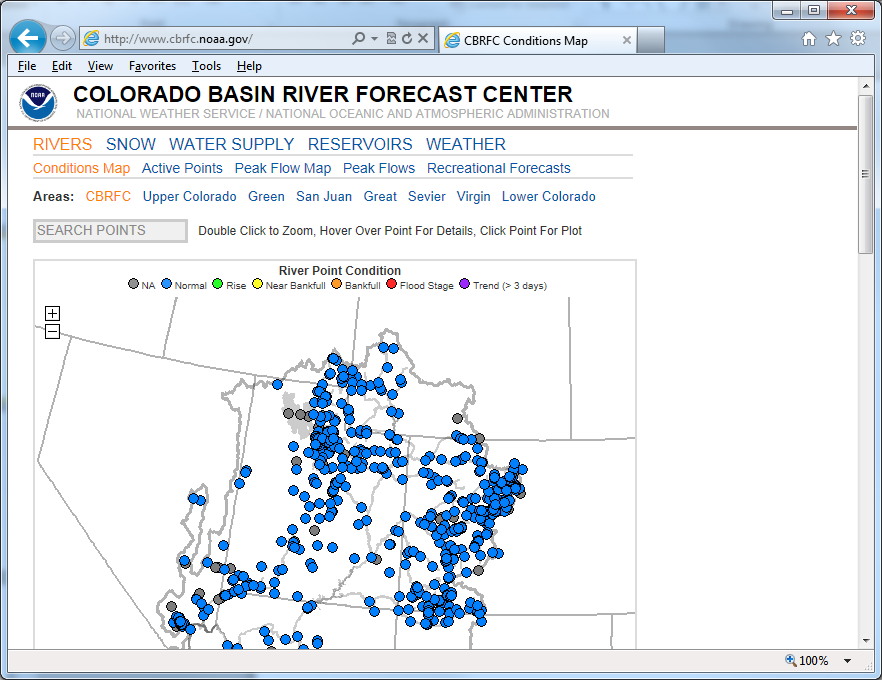 http://www.cbrfc.noaa.gov/
CBRFC Conditions Map
File Edit View Favorites Tools Help
NOAA
COLORADO BASIN RIVER FORECAST CENTER
NATIONAL WEATHER SERVICE / NATIONAL OCEANIC AND ATMOSPHERIC ADMINISTRATION
RIVERS SNOW WATER SUPPLY RESERVOIRS WEATHER
Conditions Map Active Points Peak Flow Map Peak Flows Recreational Forecasts
Areas: CBRFC Upper Colorado Green San Juan Great Sevier Virgin Lower Colorado
SEARCH POINTS Double Click to Zoom, Hover Over Point For Details, Click Point For Plot
River Point Condition
NA Normal Rise Near Bankfull Bankfull Flood Stage Trend (> 3 days)
100%